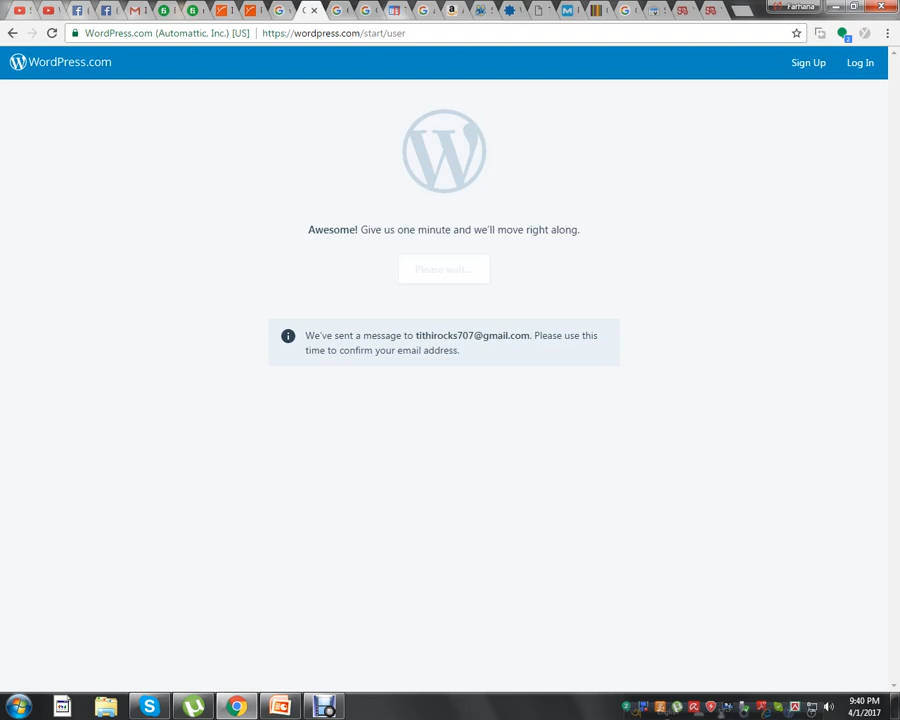 Farhana
WordPress.com (Automattic, Inc.) [US] | https://wordpress.com/start/user
WordPress.com
Sign Up
Log In
Awesome! Give us one minute and we'll move right along.
Please wait...
We've sent a message to tithirocks707@gmail.com. Please use this
time to confirm your email address.
9:40 PM
4/1/2017